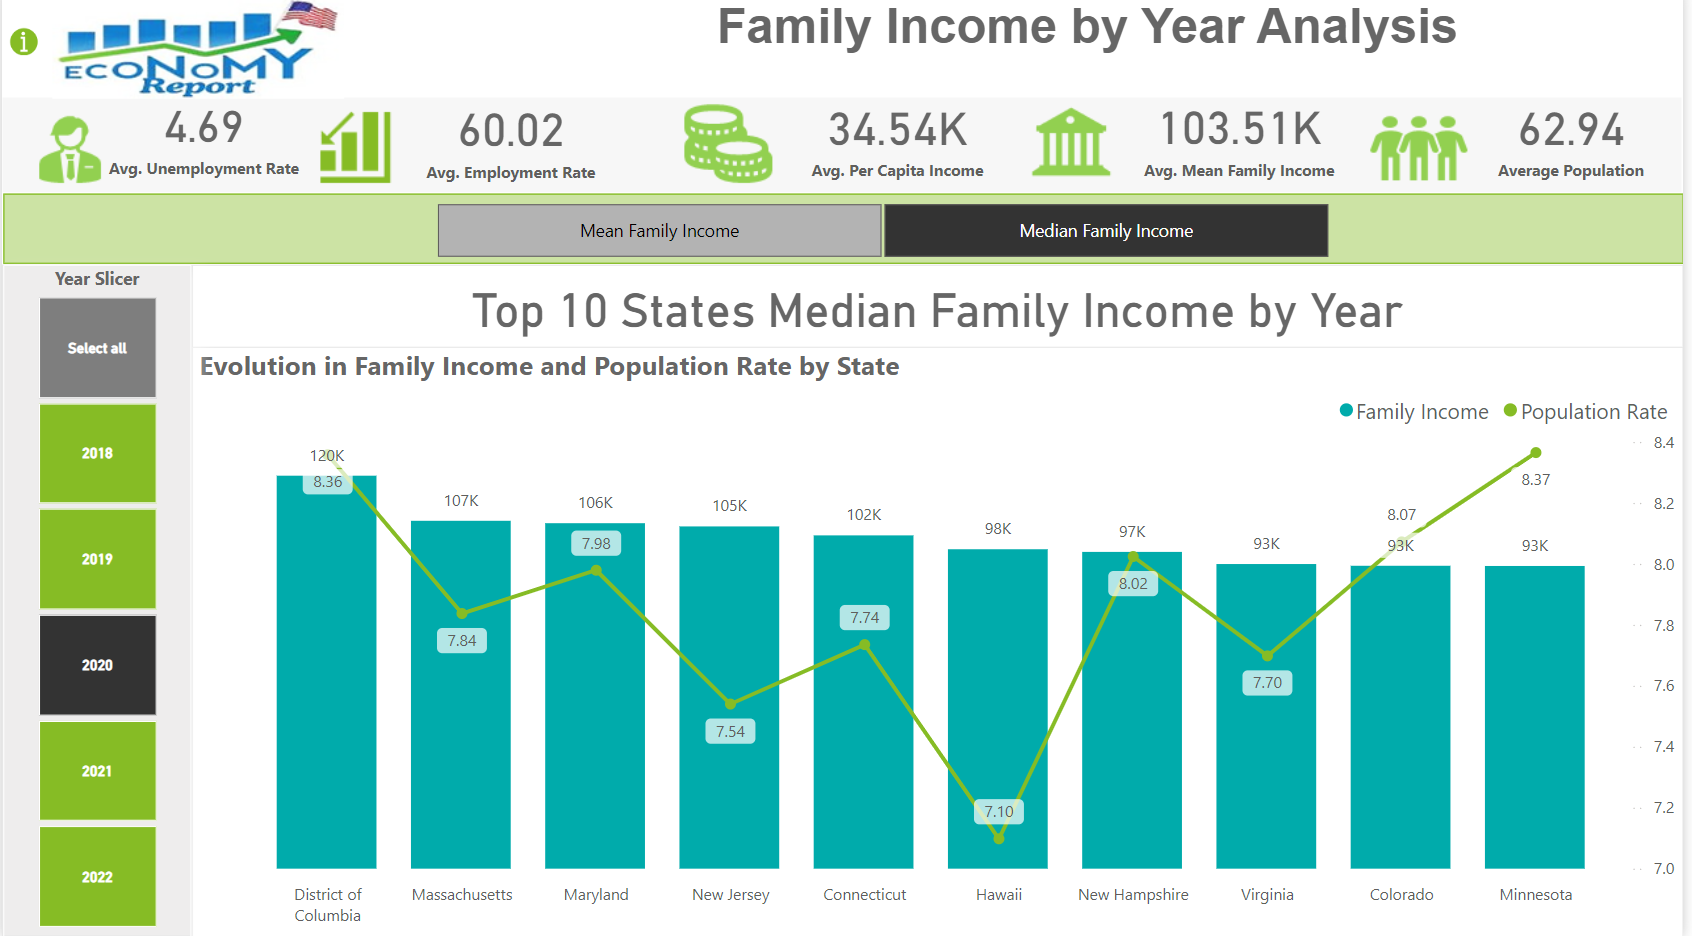 Family Income by Year Analysis
i
ECONOMY
Report
4.69
Avg. Unemployment Rate
60.02
Avg. Employment Rate
34.54K
Avg. Per Capita Income
103.51K
Avg. Mean Family Income
62.94
Average Population
Mean Family Income
Median Family Income
Year Slicer
Select all
2018
2019
2020
2021
2022
Top 10 States Median Family Income by Year
Evolution in Family Income and Population Rate by State
Family Income
Population Rate
120K
107K
106K
105K
102K
98K
97K
93K
93K
93K
8.36
7.84
7.98
7.54
7.74
7.10
8.02
7.70
8.07
8.37
8.4
8.2
8.0
7.8
7.6
7.4
7.2
7.0
District of
Columbia
Massachusetts
Maryland
New Jersey
Connecticut
Hawaii
New Hampshire
Virginia
Colorado
Minnesota